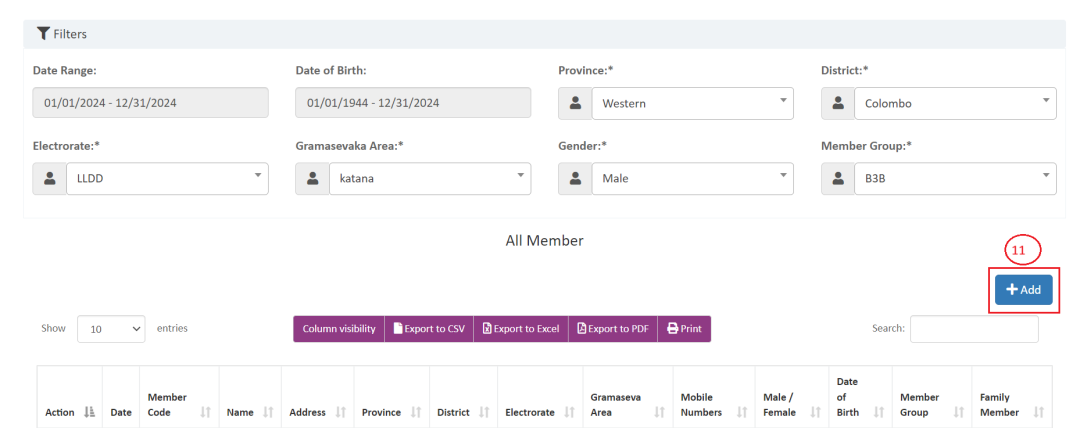 Filters
Date Range:
Date of Birth:
Province:*
District:*
01/01/2024 - 12/31/2024
01/01/1944 - 12/31/2024
Western
Colombo
Electrorate:*
Gramasevaka Area:*
Gender:*
Member Group:*
LLDD
katana
Male
B3B
All Member
11
+ Add
Show 10 entries
Column visibility
Export to CSV
Export to Excel
Export to PDF
Print
Search:
Action
Date
Member
Code
Name
Address
Province
District
Electrorate
Gramaseva
Area
Mobile
Numbers
Male /
Female
Date
of
Birth
Member
Group
Family
Member